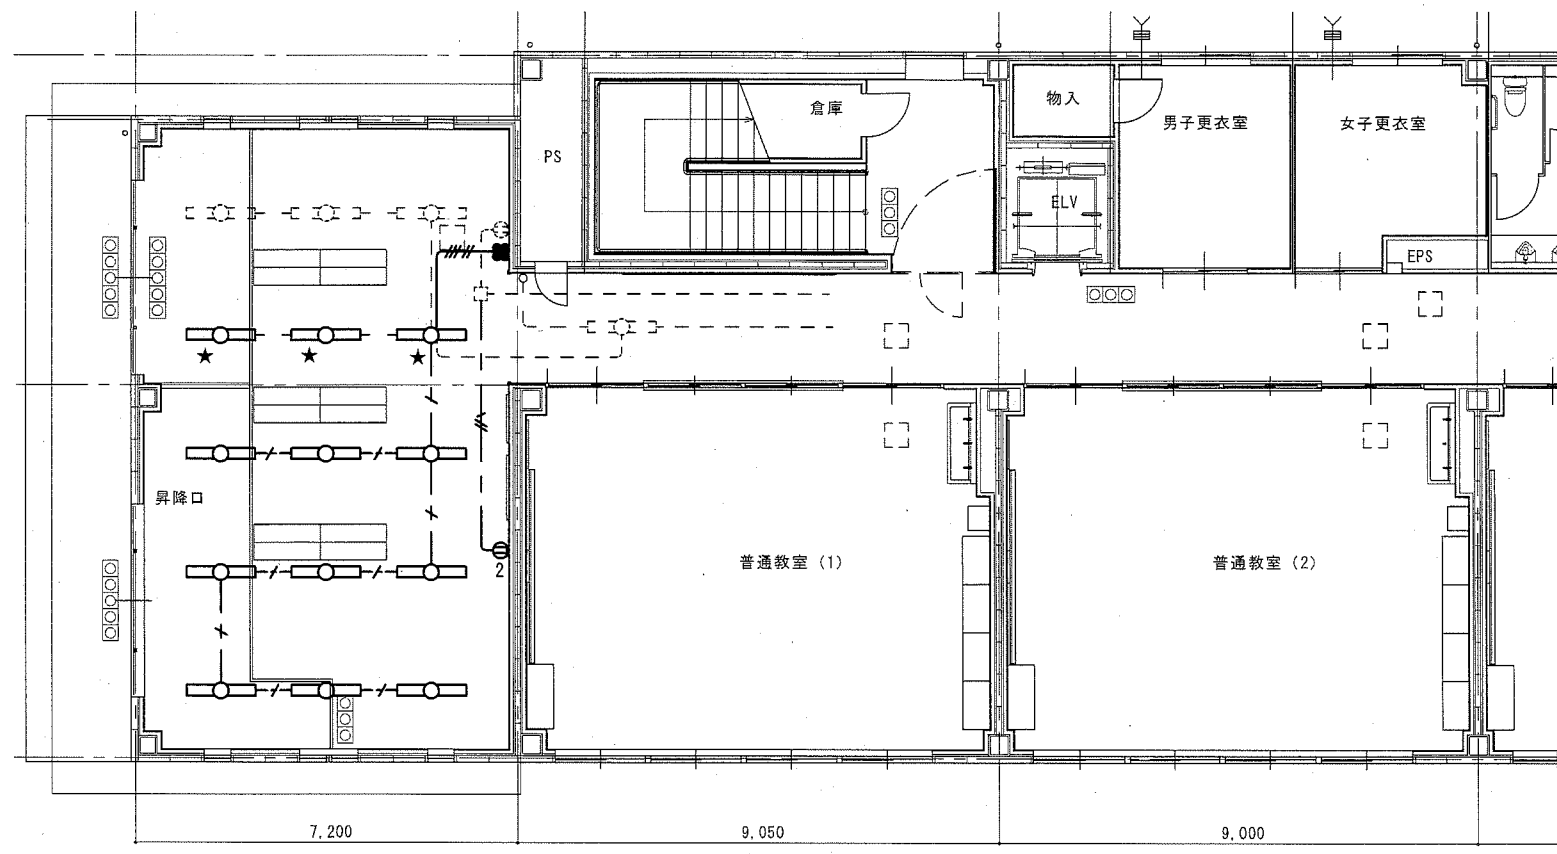 物入
倉庫
男子更衣室
女子更衣室
PS
ELV
EPS
★ ★ ★
昇降口
普通教室 (1)
普通教室 (2)
2
7,200
9,050
9,000